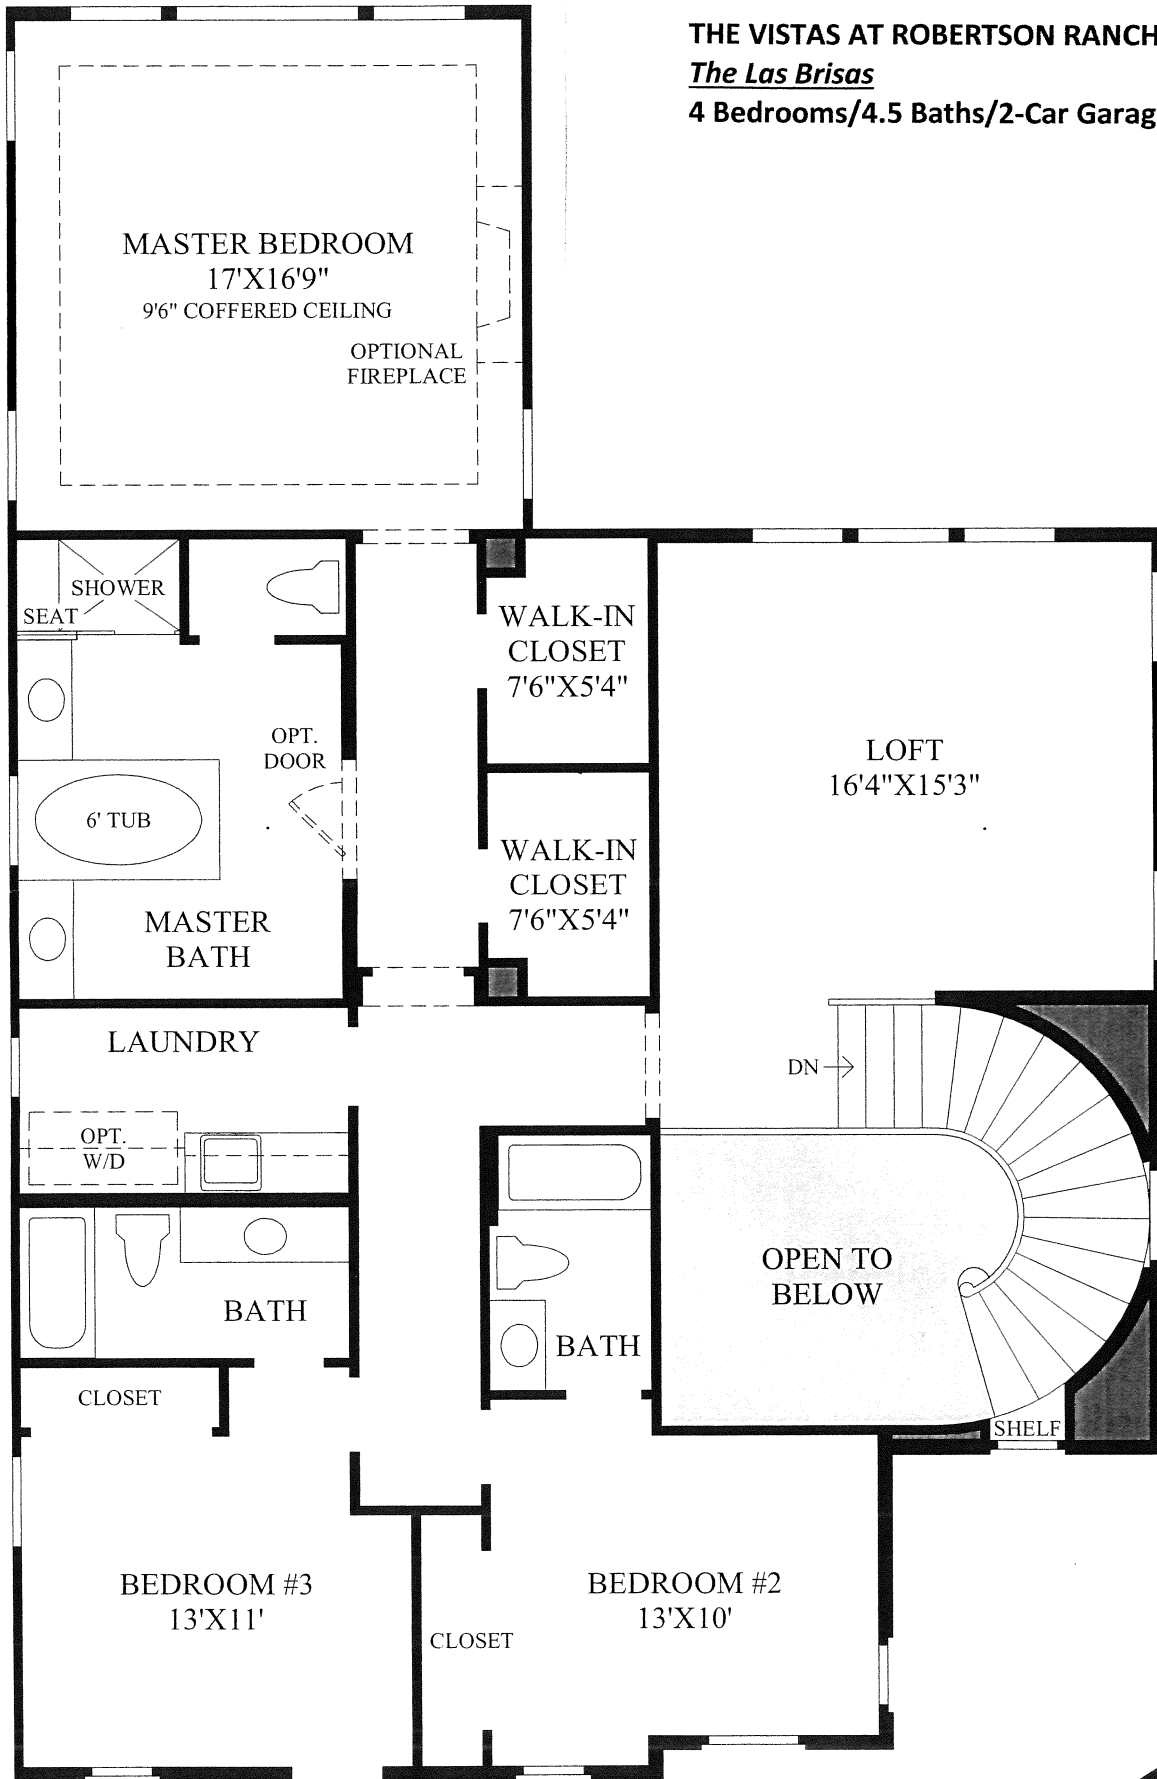 THE VISTAS AT ROBERTSON RANCH
The Las Brisas
4 Bedrooms/4.5 Baths/2-Car Garag
MASTER BEDROOM
17'X16'9"
9'6" COFFERED CEILING
OPTIONAL
FIREPLACE
SHOWER
SEAT
WALK-IN
CLOSET
7'6"X5'4"
OPT.
DOOR
LOFT
16'4"X15'3"
6' TUB
WALK-IN
CLOSET
7'6"X5'4"
MASTER
BATH
LAUNDRY
DN
OPT.
W/D
OPEN TO
BELOW
BATH
BATH
CLOSET
SHELF
BEDROOM #3
13'X11'
BEDROOM #2
13'X10'
CLOSET